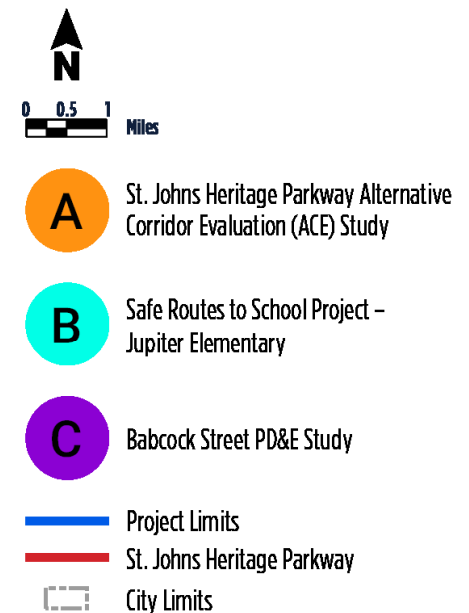 N
0 0.5 1
Miles
A
St. Johns Heritage Parkway Alternative
Corridor Evaluation (ACE) Study
B
Safe Routes to School Project –
Jupiter Elementary
C
Babcock Street PD&E Study
Project Limits
St. Johns Heritage Parkway
City Limits